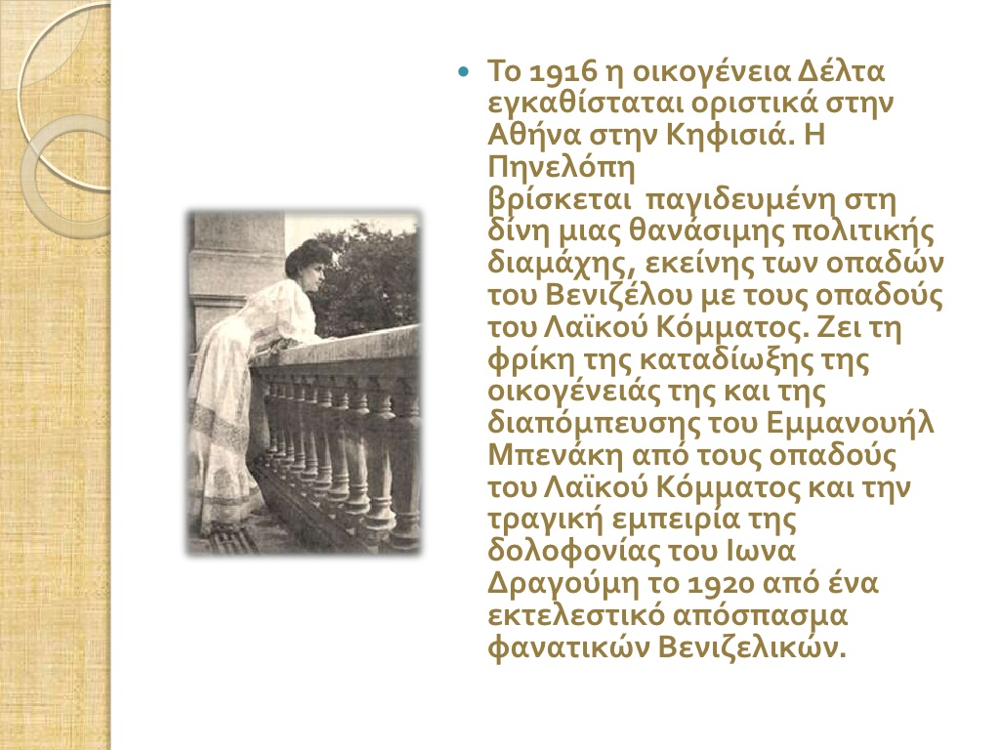 Το 1916 η οικογένεια Δέλτα
εγκαθίσταται οριστικά στην
Αθήνα στην Κηφισιά. Η
Πηνελόπη
βρίσκεται παγιδευμένη στη
δίνη μιας θανάσιμης πολιτικής
διαμάχης, εκείνης των οπαδών
του Βενιζέλου με τους οπαδούς
του Λαϊκού Κόμματος. Ζει τη
φρίκη της καταδίωξης της
οικογένειάς της και της
διαπόμπευσης του Εμμανουήλ
Μπενάκη από τους οπαδούς
του Λαϊκού Κόμματος και την
τραγική εμπειρία της
δολοφονίας του Ιωνα
Δραγούμη το 1920 από ένα
εκτελεστικό απόσπασμα
φανατικών Βενιζελικών.